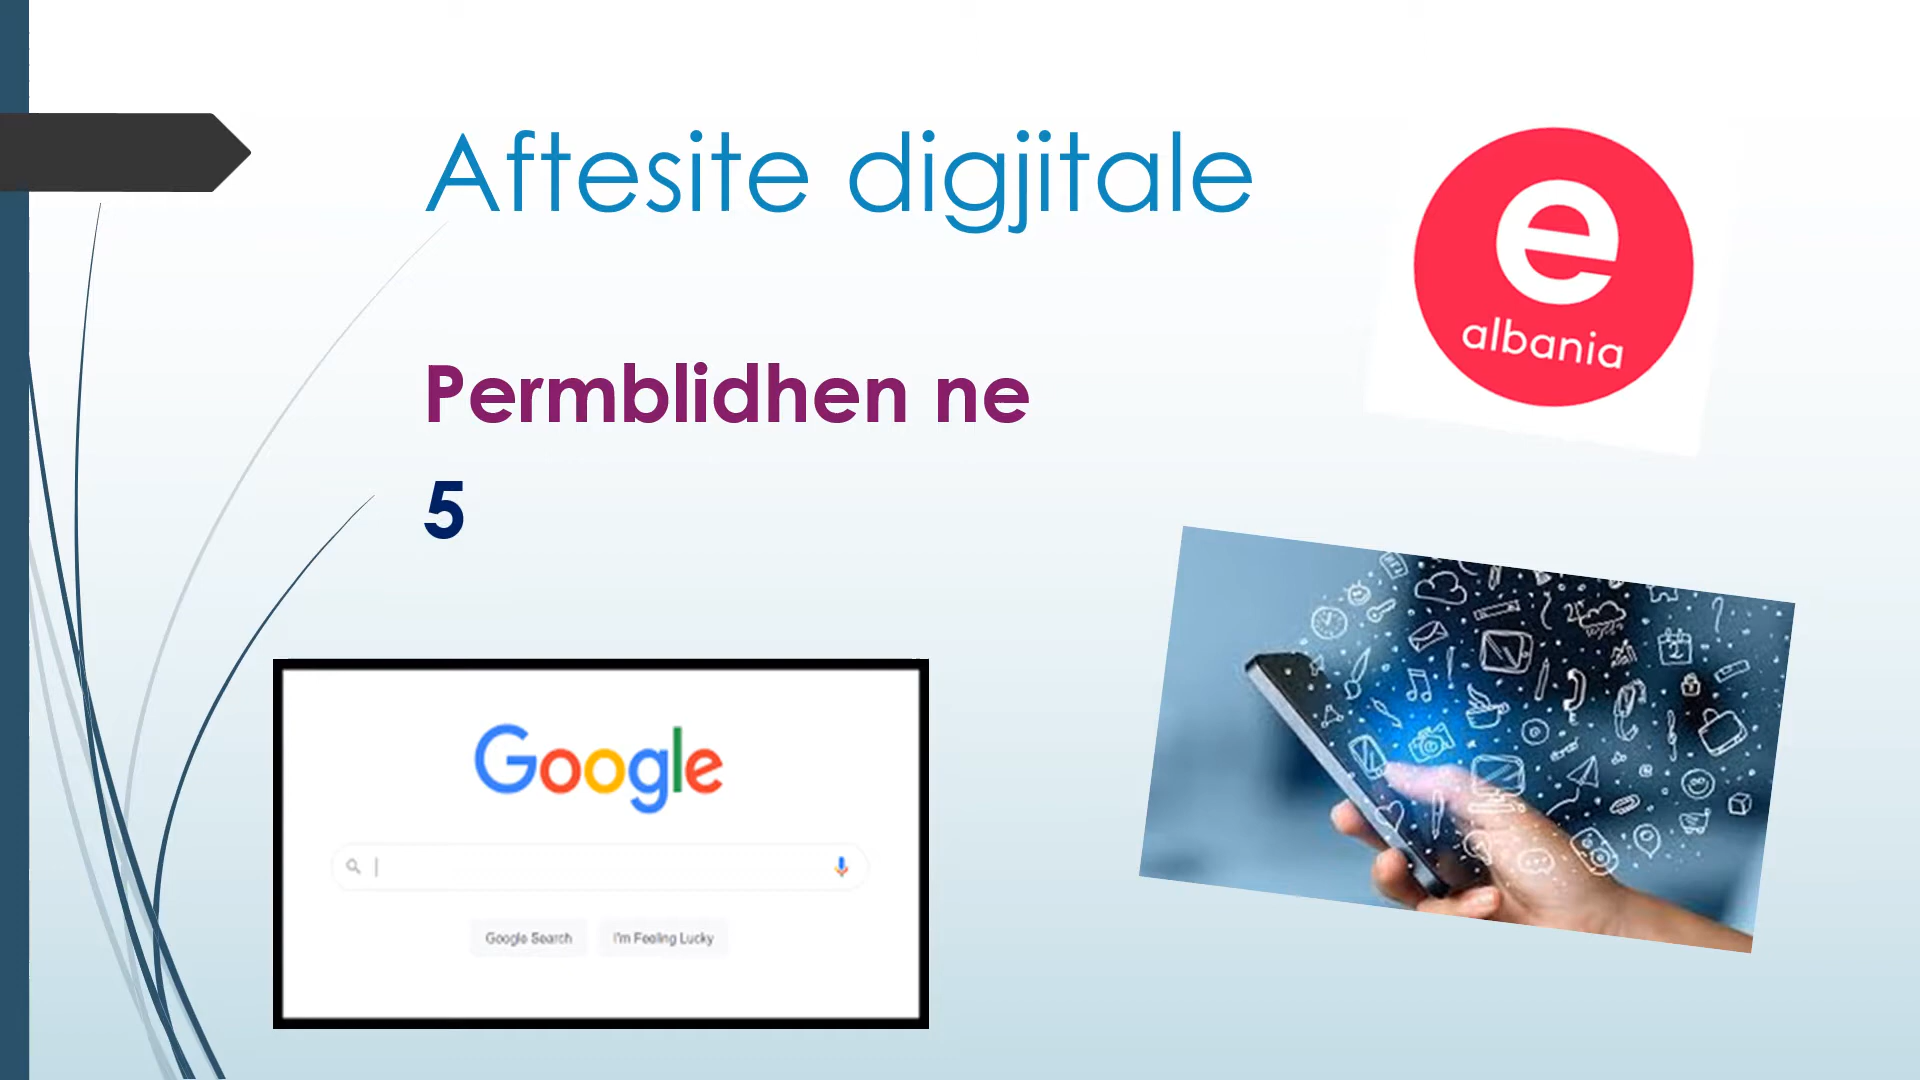 Aftesite digjitale
e
albania
Permblidhen ne
5
Google
Google Search
I'm Feeling Lucky